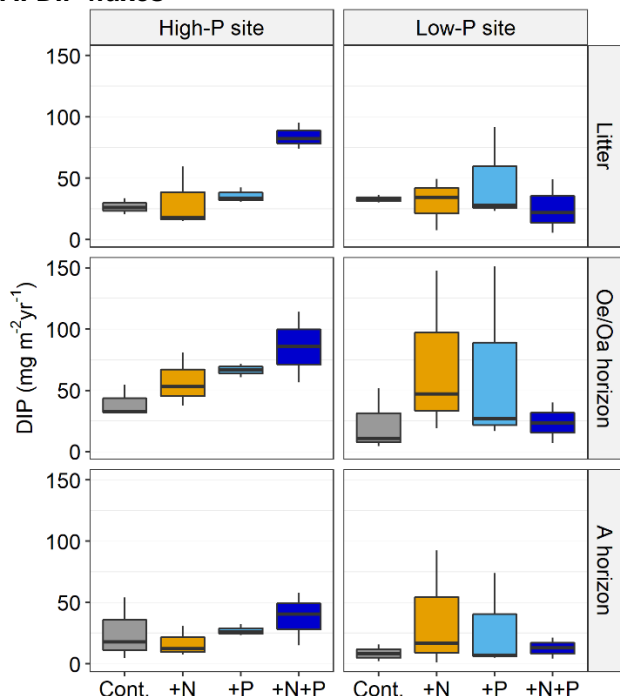 High-P site Low-P site
150
100
50
0
Litter
150
100
50
0
Oe/Oa horizon
DIP (mg m-2yr-1)
150
100
50
0
A horizon
Cont. +N +P +N+P Cont. +N +P +N+P